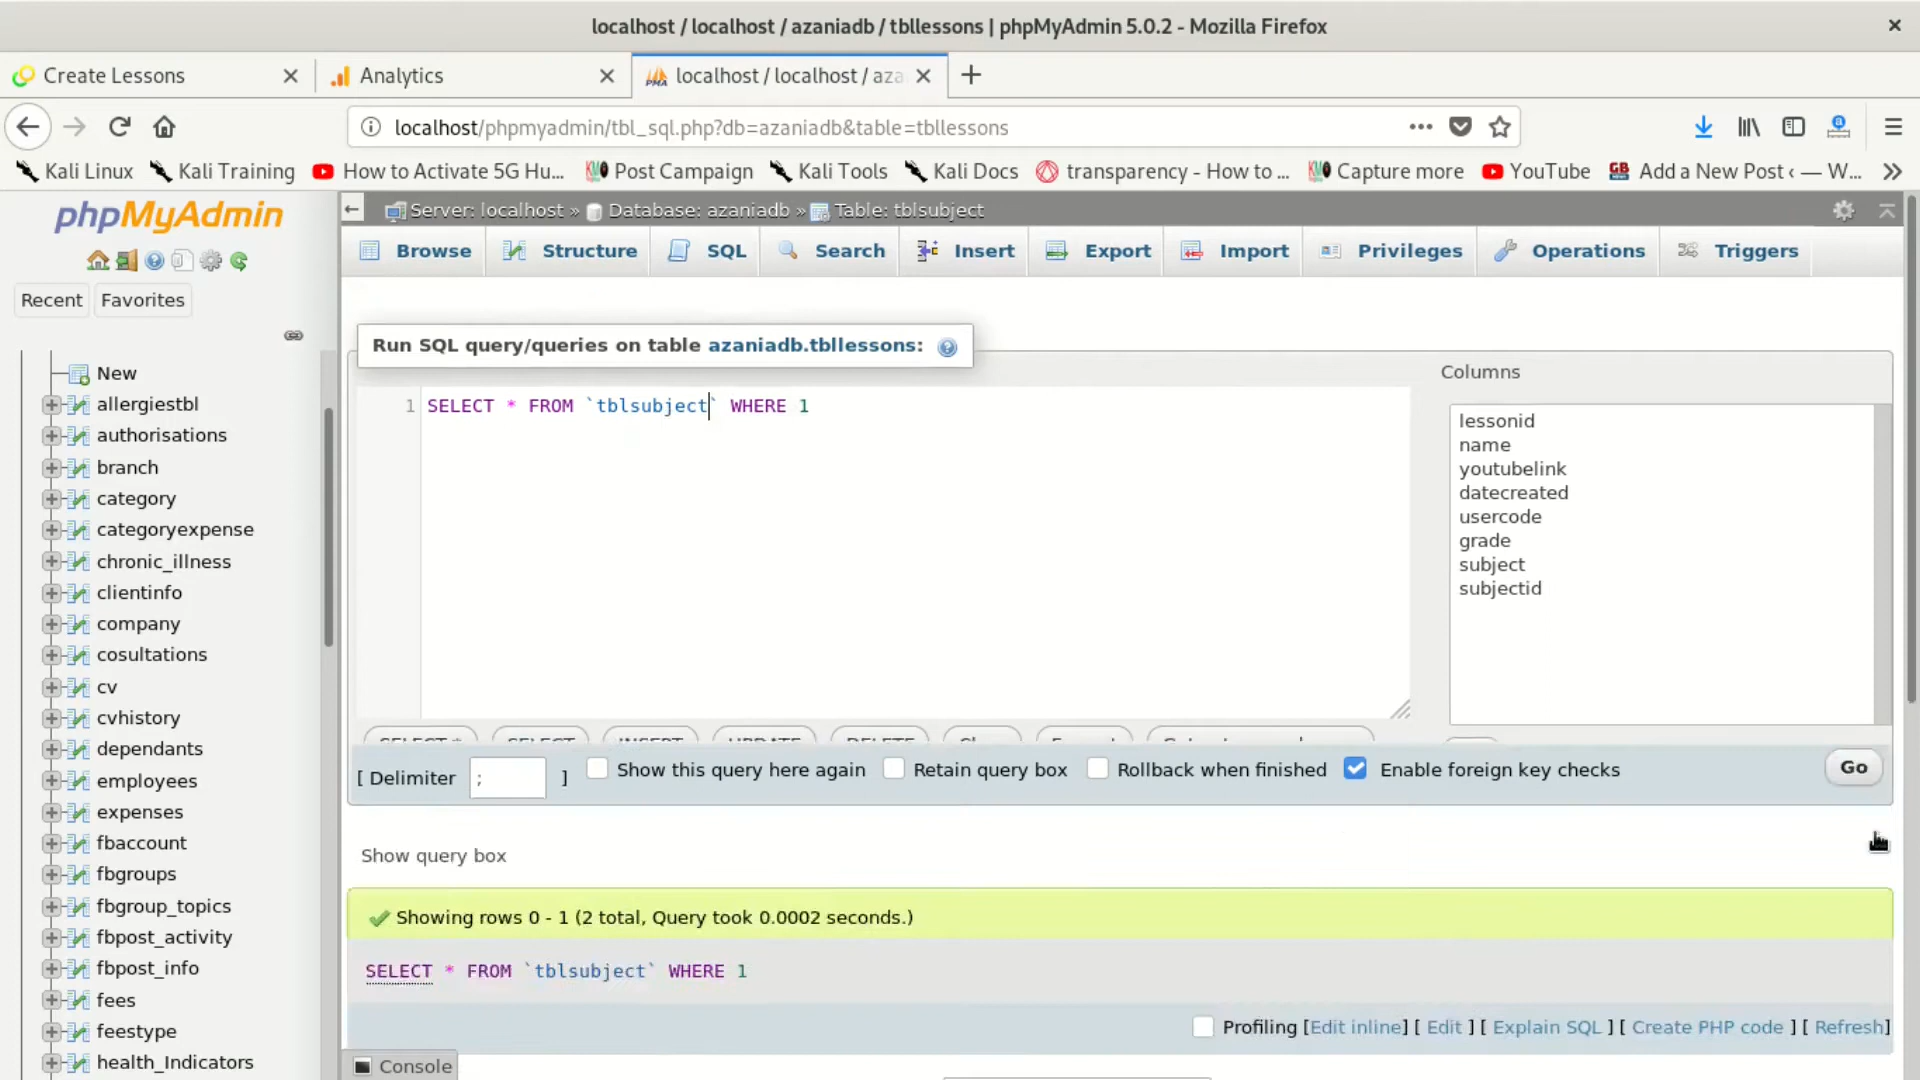 localhost / localhost / azaniadb / tbllessons | phpMyAdmin 5.0.2 - Mozilla Firefox
Create Lessons
Analytics
localhost / localhost / aza
localhost/phpmyadmin/tbl_sql.php?db=azaniadb&table=tbllessons
Kali Linux Kali Training How to Activate 5G Hu... Post Campaign Kali Tools Kali Docs transparency - How to ... Capture more YouTube Add a New Post ‹ — W...
phpMyAdmin
Recent Favorites
New
allergiestbl
authorisations
branch
category
categoryexpense
chronic_illness
clientinfo
company
cosultations
cv
cvhistory
dependants
employees
expenses
fbaccount
fbgroups
fbgroup_topics
fbpost_activity
fbpost_info
fees
feestype
health_Indicators
Server: localhost » Database: azaniadb » Table: tblsubject
Browse Structure SQL Search Insert Export Import Privileges Operations Triggers
Run SQL query/queries on table azaniadb.tbllessons:
1 SELECT * FROM `tblsubject` WHERE 1
Columns
lessonid
name
youtubelink
datecreated
usercode
grade
subject
subjectid
SELECT * SELECT INSERT UPDATE DELETE
[ Delimiter ; ] Show this query here again Retain query box Rollback when finished Enable foreign key checks Go
Show query box
Showing rows 0 - 1 (2 total, Query took 0.0002 seconds.)
SELECT * FROM `tblsubject` WHERE 1
Profiling [Edit inline] [ Edit ] [ Explain SQL ] [ Create PHP code ] [ Refresh]
Console